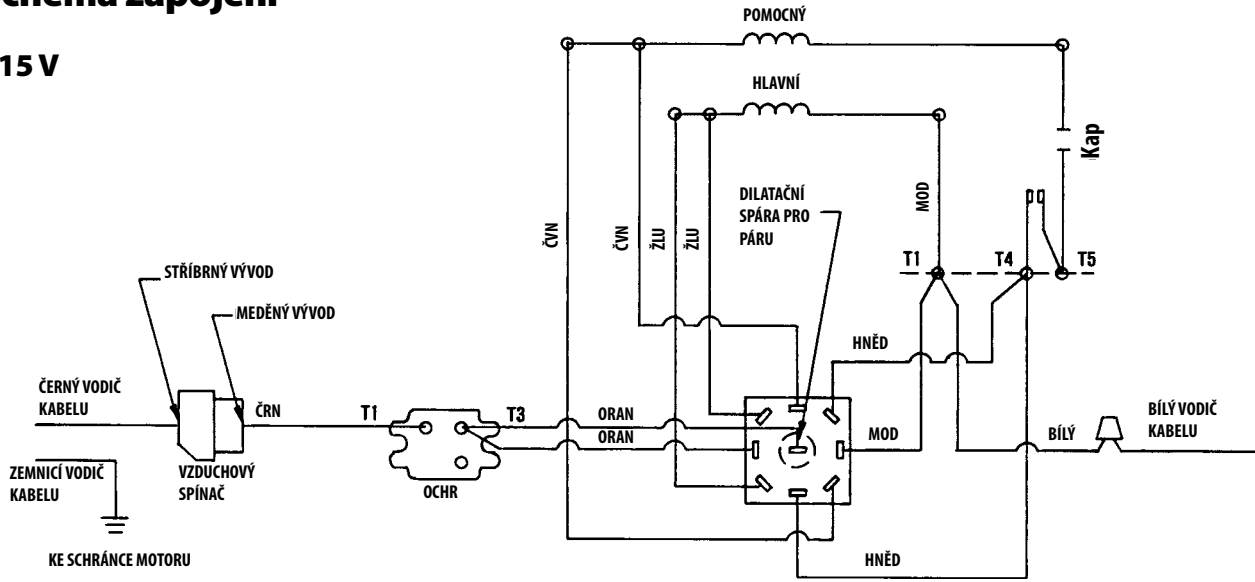 15 V
POMOCNÝ
HLAVNÍ
Kap
DILATAČNÍ
SPÁRA PRO
PÁRU
MOD
ČVN
ČVN
ŽLU
ŽLU
T1
T4
T5
STŘÍBRNÝ VÝVOD
MEDĚNÝ VÝVOD
HNĚD
ČERNÝ VODIČ
KABELU
ČRN
T1
T3
ORAN
ORAN
MOD
BÍLÝ
BÍLÝ VODIČ
KABELU
ZEMNICÍ VODIČ
KABELU
VZDUCHOVÝ
SPÍNAČ
OCHR
KE SCHRÁNCE MOTORU
HNĚD